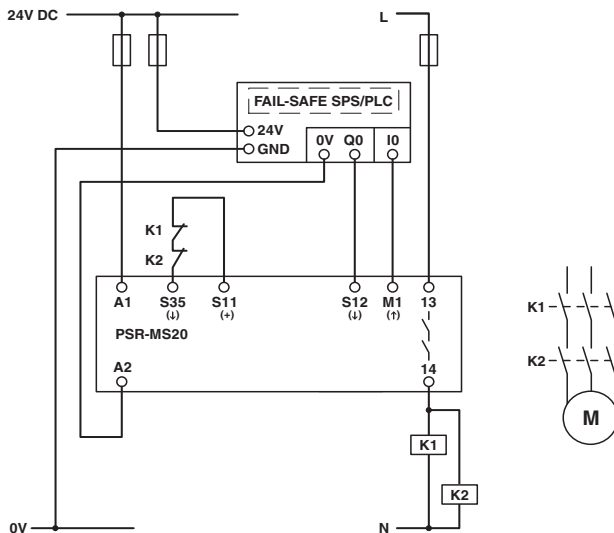 24V DC
L
FAIL-SAFE SPS/PLC
24V
GND
0V Q0 I0
K1
K2
A1 S35 S11 S12 M1 13
(↓) (+) (↓) (↑)
PSR-MS20
A2 14
K1
K2
M
K1
K2
0V
N